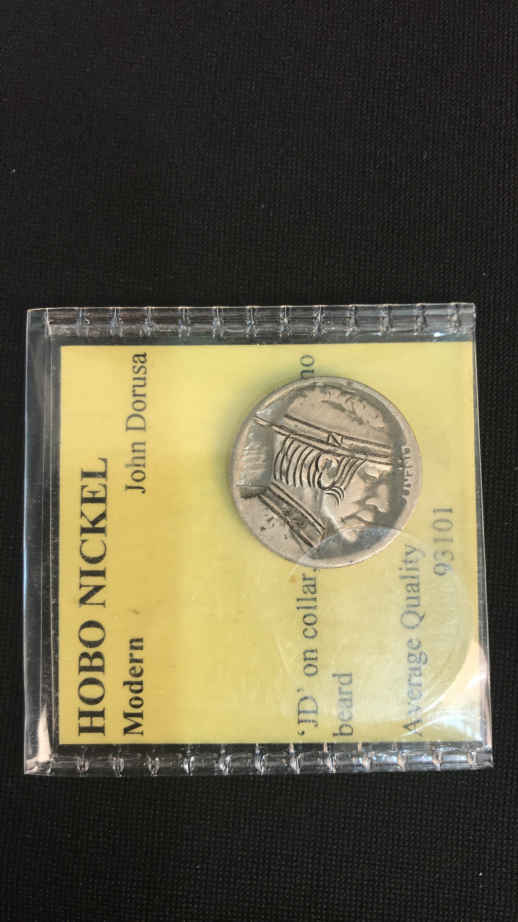 HOBO NICKEL
Modern John Dorusa
'JD' on collar no
beard
Average Quality
93101